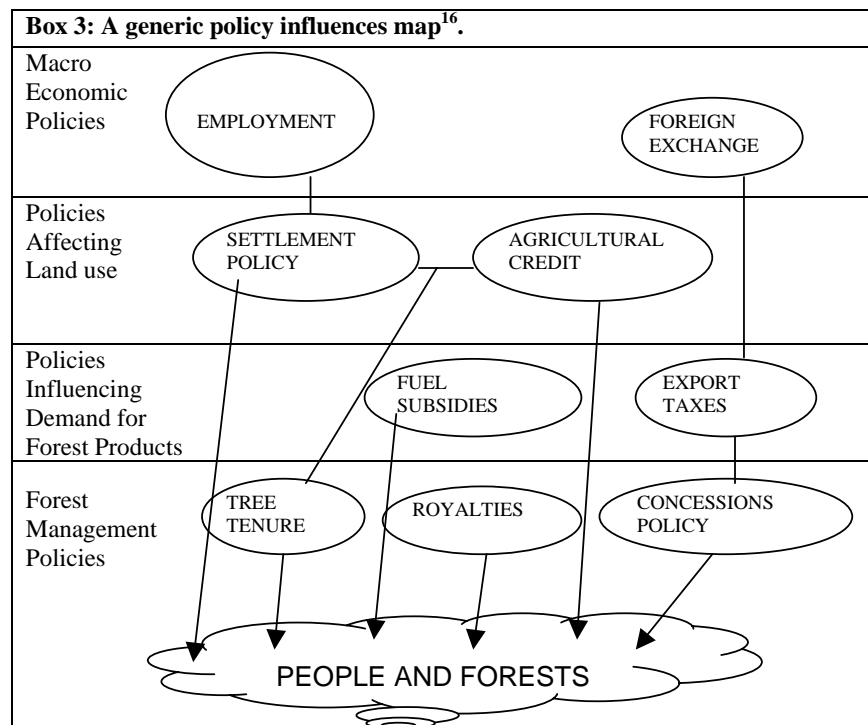 Box 3: A generic policy influences map16.
Macro
Economic
Policies
EMPLOYMENT
FOREIGN
EXCHANGE
Policies
Affecting
Land use
SETTLEMENT
POLICY
AGRICULTURAL
CREDIT
Policies
Influencing
Demand for
Forest Products
FUEL
SUBSIDIES
EXPORT
TAXES
Forest
Management
Policies
TREE
TENURE
ROYALTIES
CONCESSIONS
POLICY
PEOPLE AND FORESTS